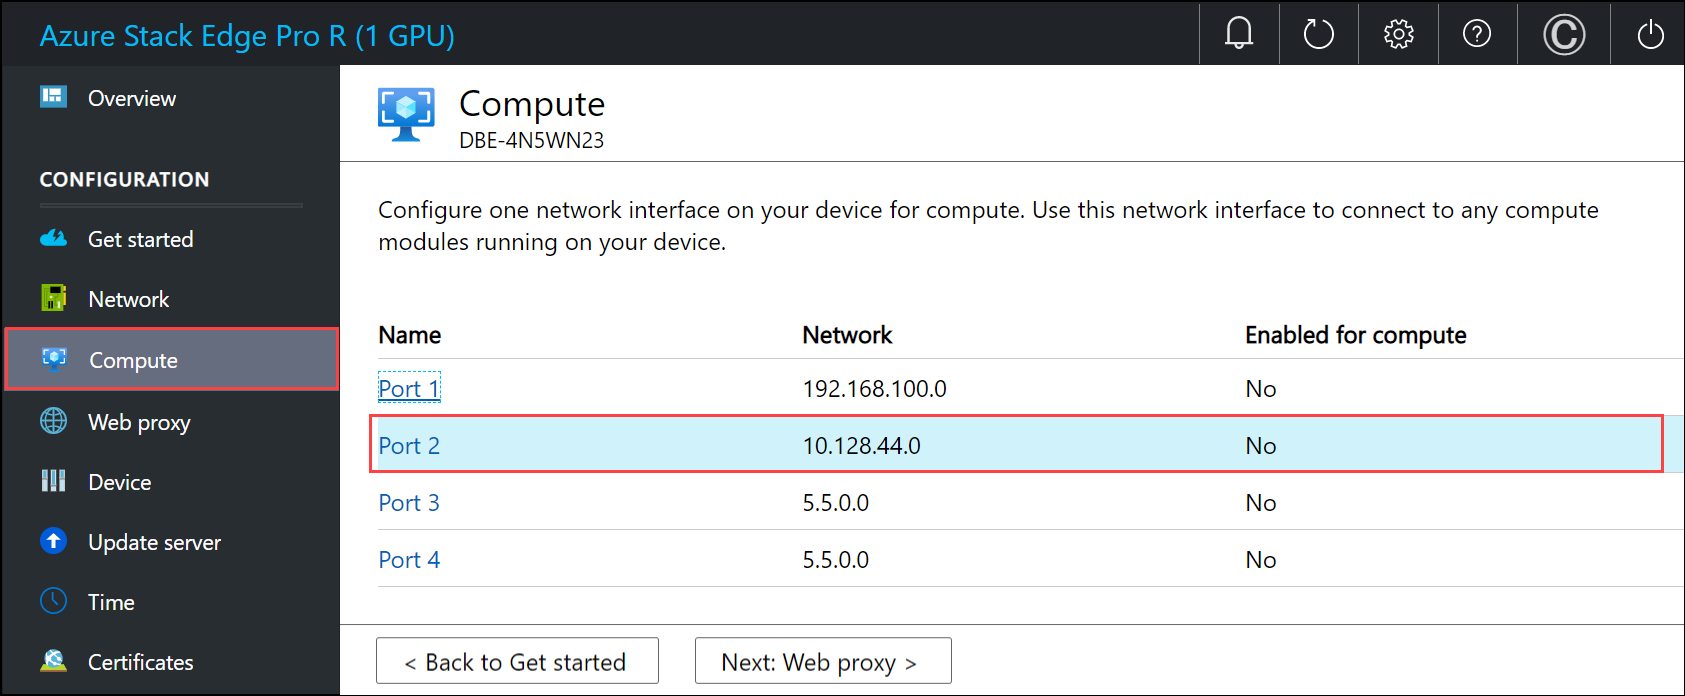 Azure Stack Edge Pro R (1 GPU)
Overview
CONFIGURATION
Get started
Network
Compute
Web proxy
Device
Update server
Time
Certificates
Compute
DBE-4N5WN23
Configure one network interface on your device for compute. Use this network interface to connect to any compute
modules running on your device.
Name Network Enabled for compute
Port 1 192.168.100.0 No
Port 2 10.128.44.0 No
Port 3 5.5.0.0 No
Port 4 5.5.0.0 No
< Back to Get started Next: Web proxy >